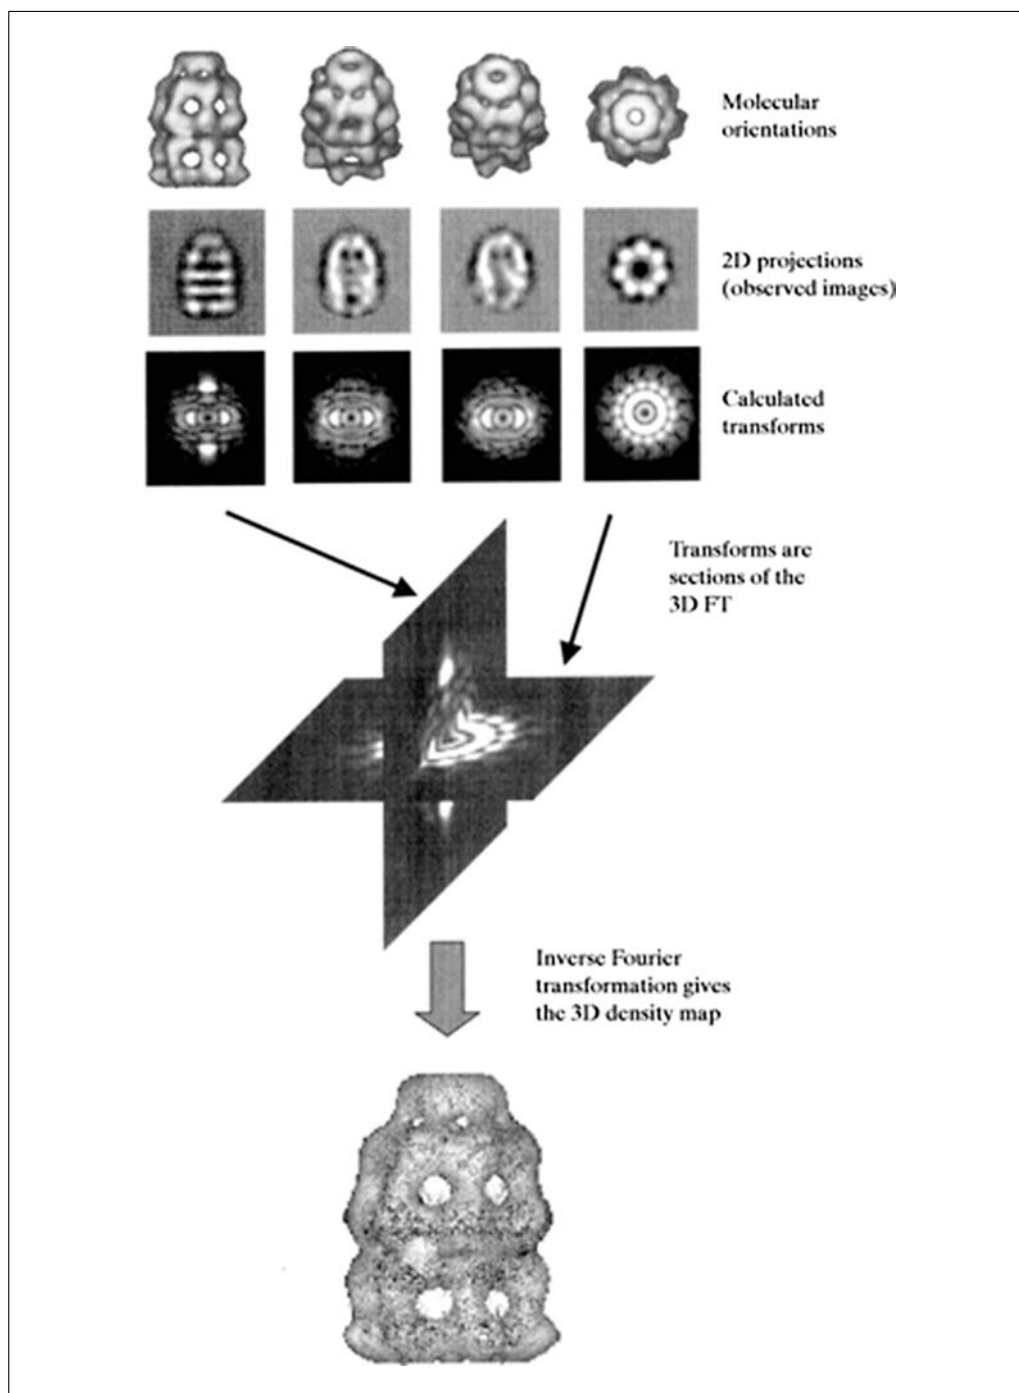 Molecular
orientations
2D projections
(observed images)
Calculated
transforms
Transforms are
sections of the
3D FT
Inverse Fourier
transformation gives
the 3D density map